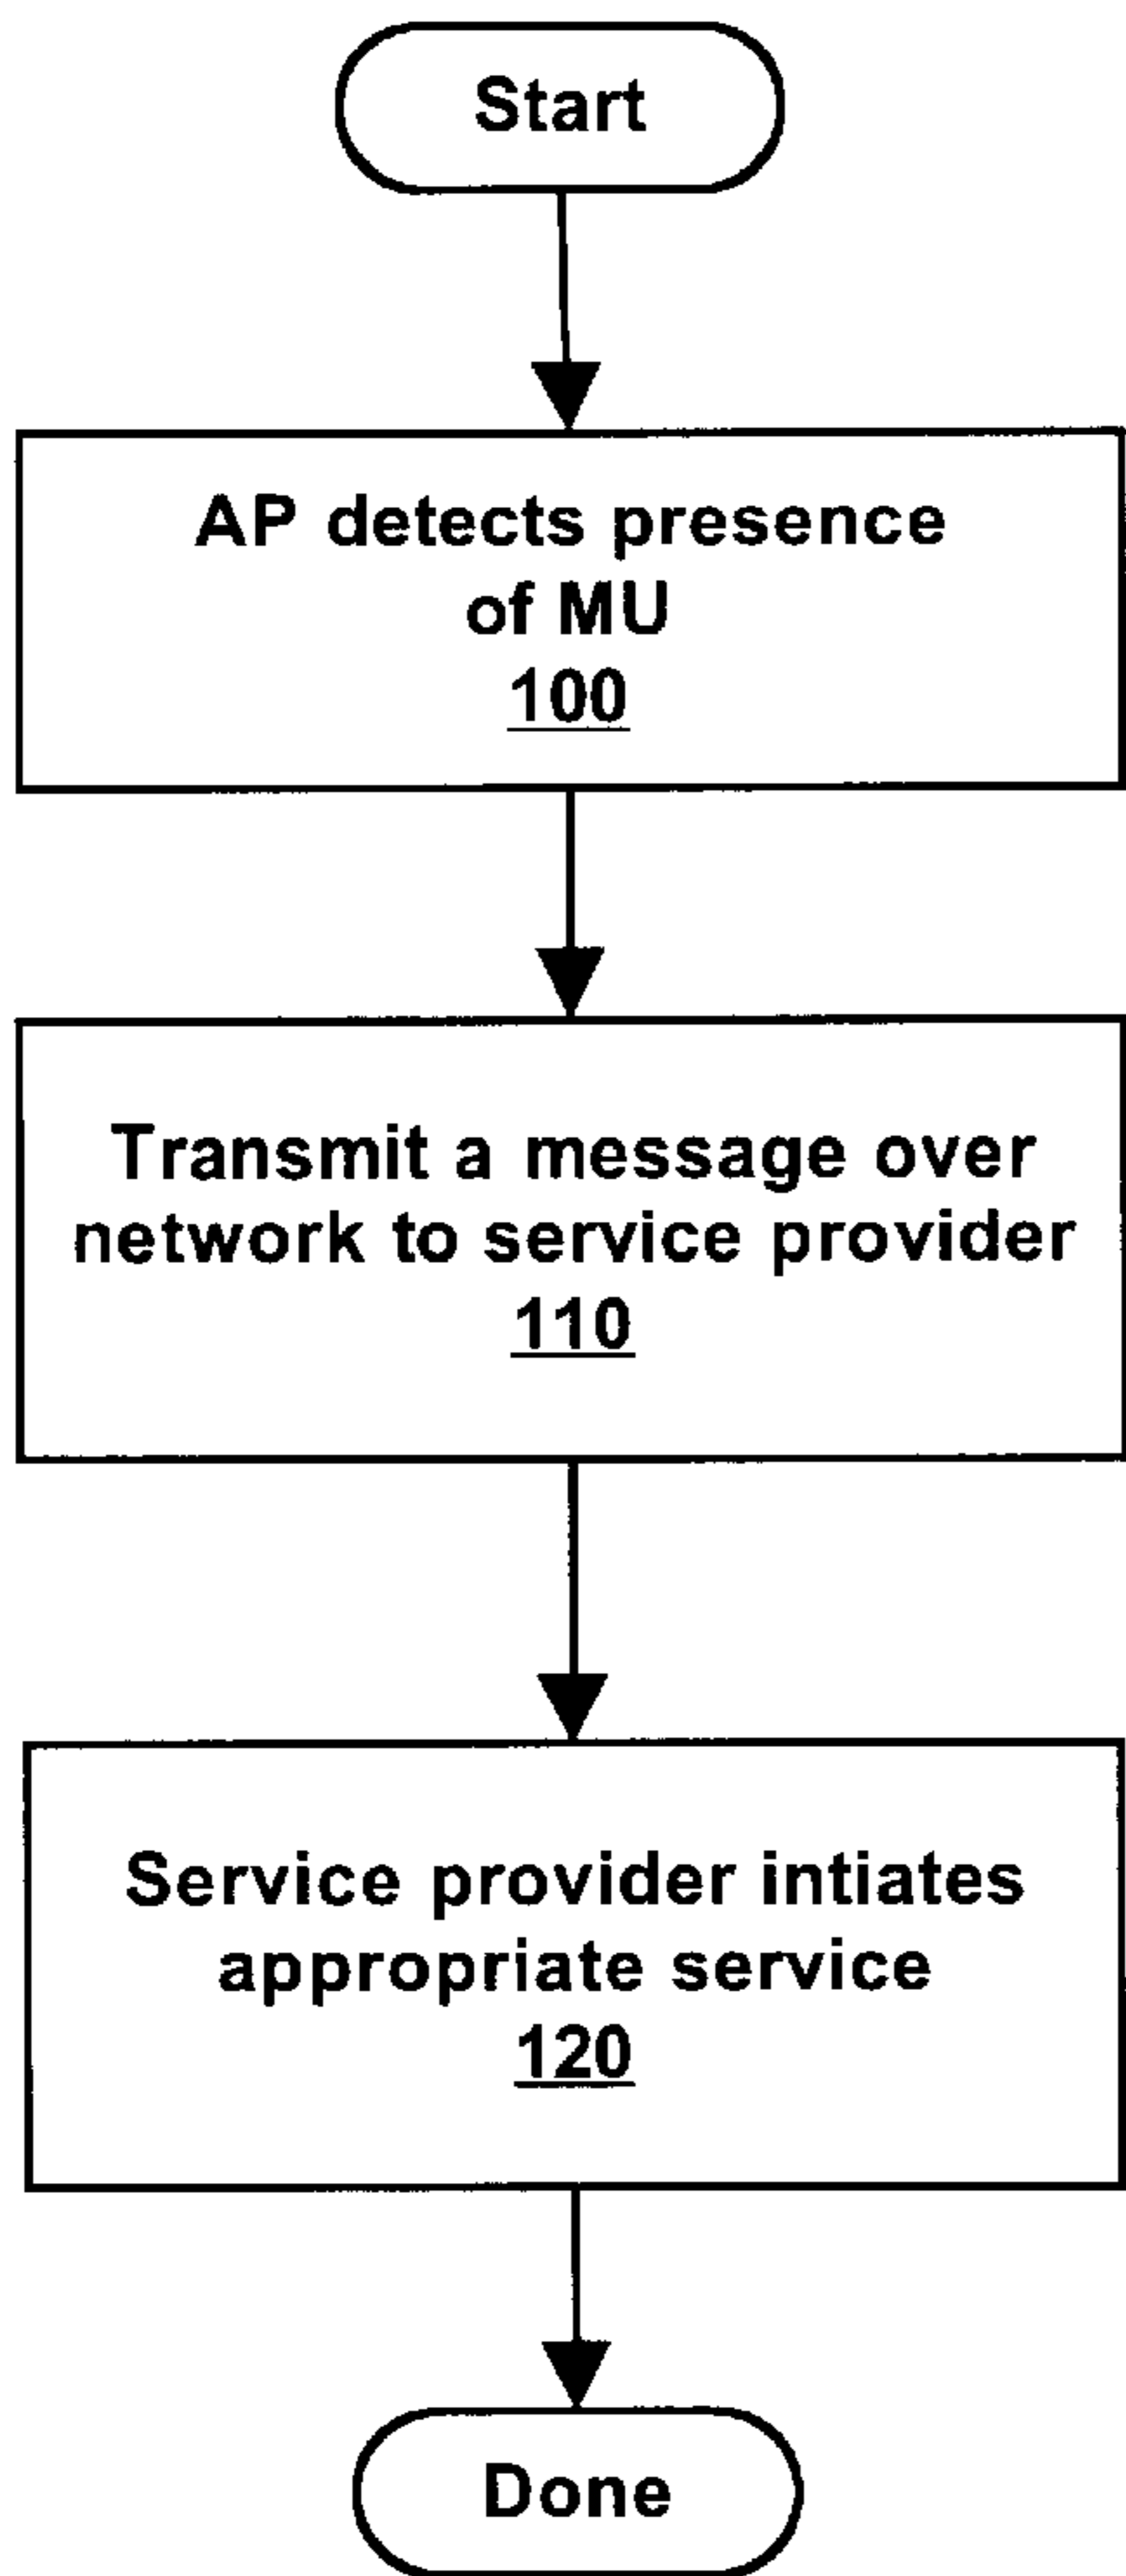 Start
AP detects presence
of MU
100
Transmit a message over
network to service provider
110
Service provider intiates
appropriate service
120
Done